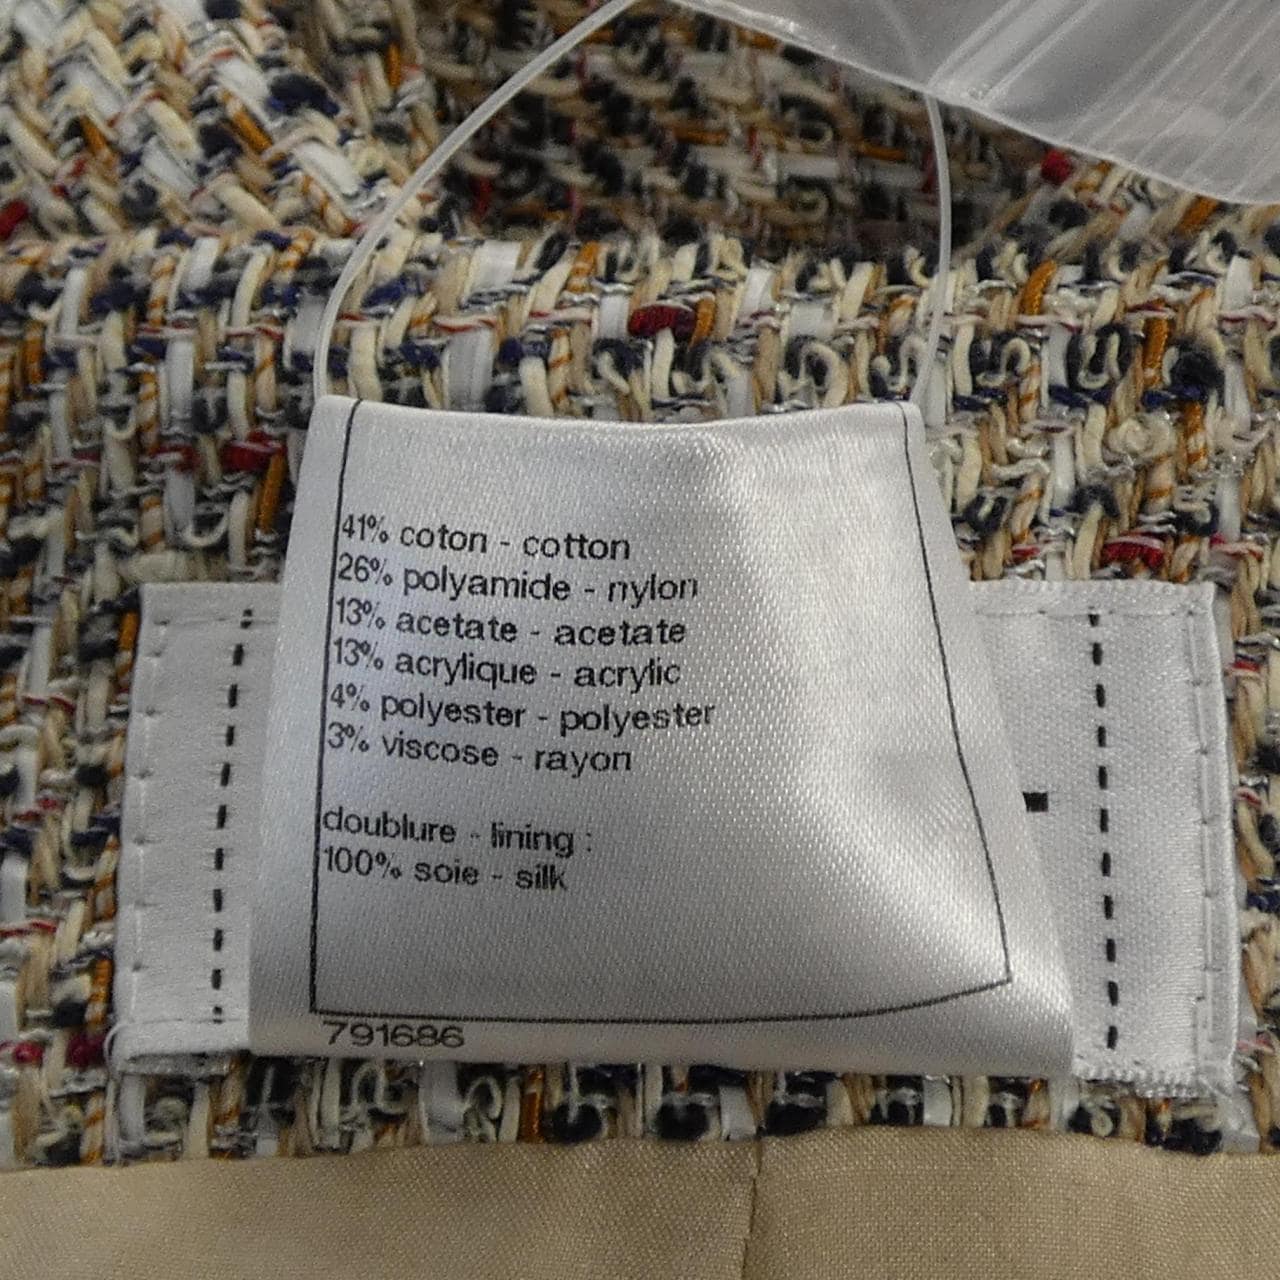 41% coton - cotton
26% polyamide - nylon
13% acetate - acetate
13% acrylique - acrylic
4% polyester - polyester
3% viscose - rayon
doublure - lining :
100% soie - silk
791686